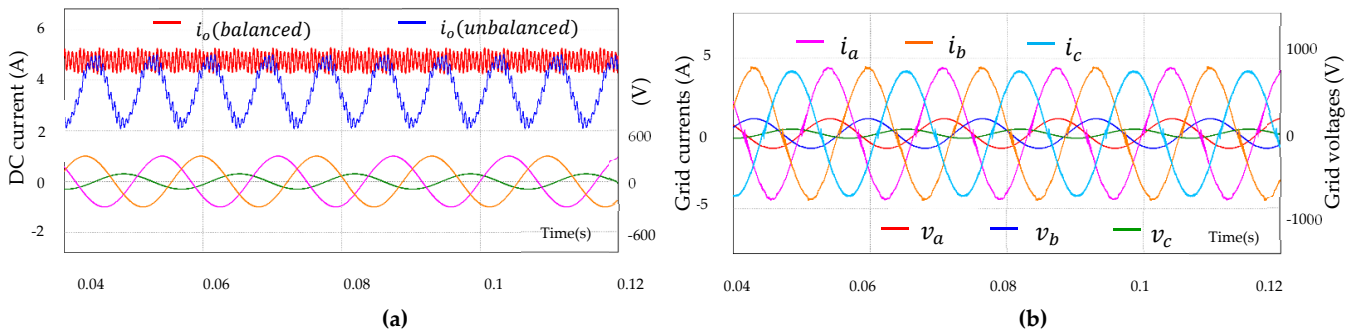 i_o(balanced) i_o(unbalanced)
DC current (A)
6
4
2
0
-2
(V)
600
0
-600
Time(s)
0.04 0.06 0.08 0.1 0.12
(a)
i_a i_b i_c
Grid currents (A)
5
0
-5
1000
0
-1000
Grid voltages (V)
v_a v_b v_c Time(s)
0.04 0.06 0.08 0.1 0.12
(b)